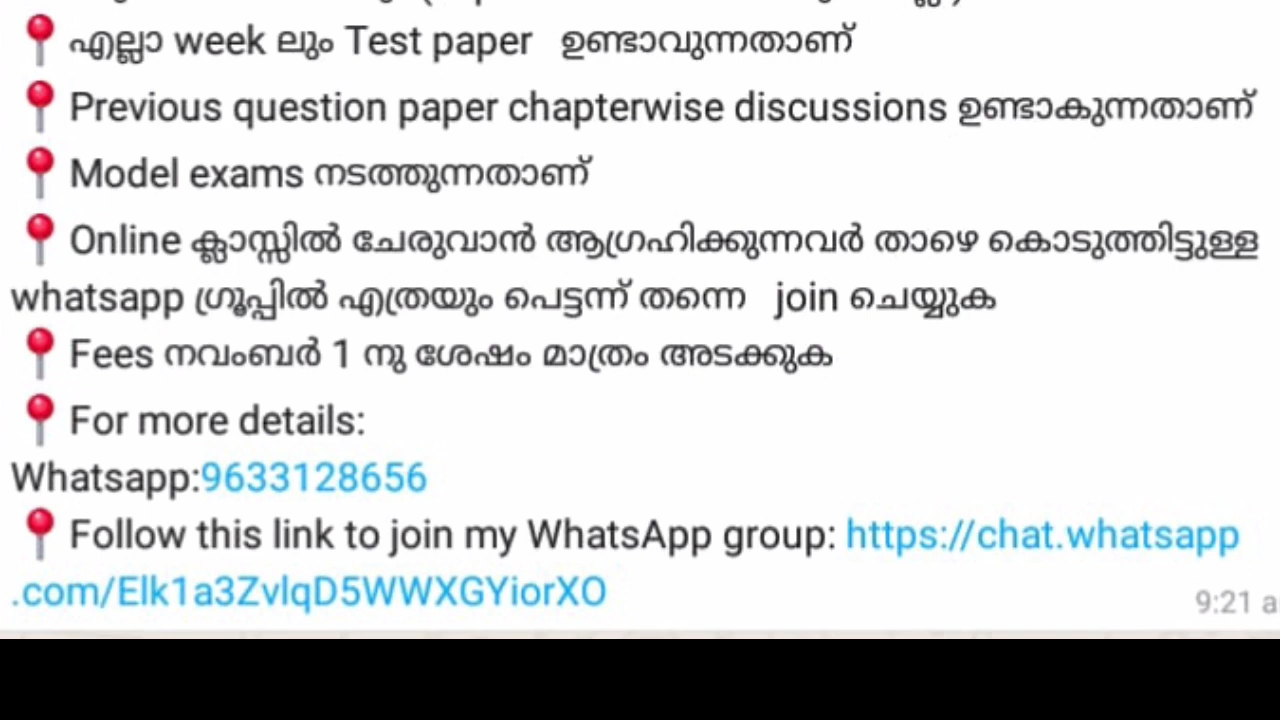 📍എല്ലാ week ലും Test paper ഉണ്ടാവുന്നതാണ്
📍Previous question paper chapterwise discussions ഉണ്ടാകുന്നതാണ്
📍Model exams നടത്തുന്നതാണ്
📍Online ക്ലാസ്സിൽ ചേരുവാൻ ആഗ്രഹിക്കുന്നവർ താഴെ കൊടുത്തിട്ടുള്ള
whatsapp ഗ്രൂപ്പിൽ എത്രയും പെട്ടന്ന് തന്നെ join ചെയ്യുക
📍Fees നവംബർ 1 നു ശേഷം മാത്രം അടക്കുക
📍For more details:
Whatsapp:9633128656
📍Follow this link to join my WhatsApp group: https://chat.whatsapp
.com/Elk1a3ZvlqD5WWXGYiorXO
9:21 a